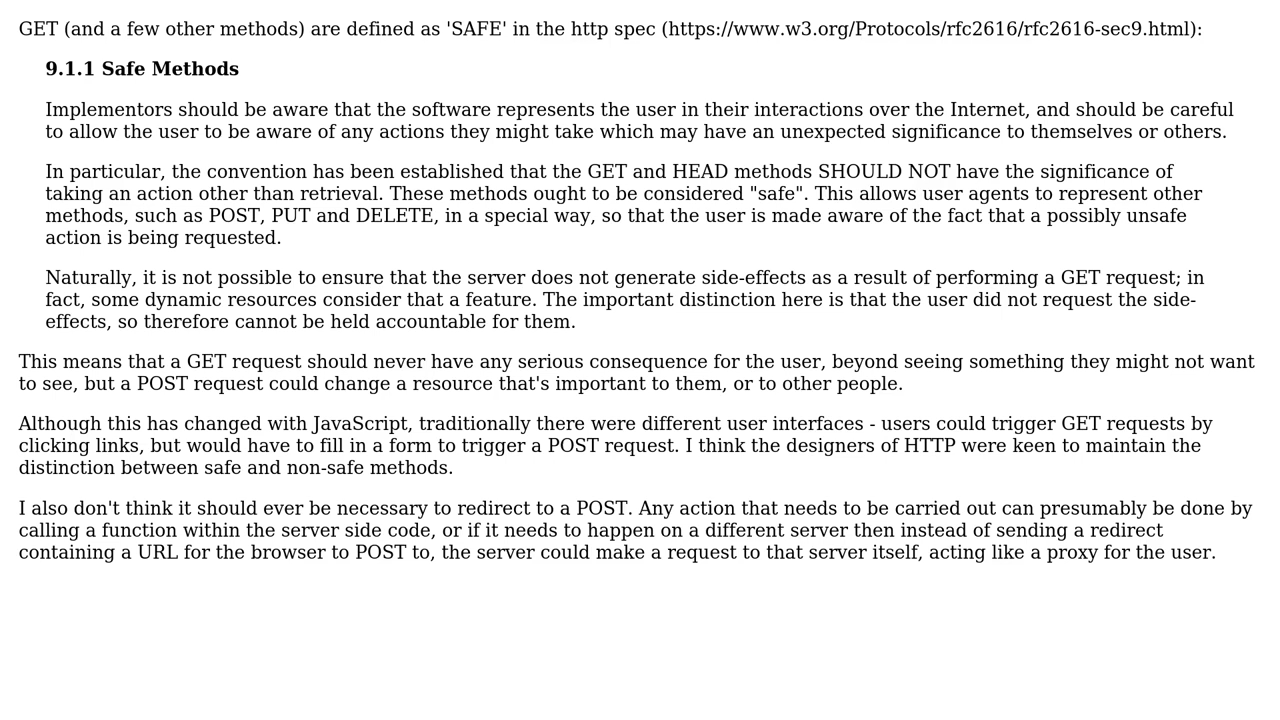 GET (and a few other methods) are defined as 'SAFE' in the http spec (https://www.w3.org/Protocols/rfc2616/rfc2616-sec9.html):
9.1.1 Safe Methods
Implementors should be aware that the software represents the user in their interactions over the Internet, and should be careful
to allow the user to be aware of any actions they might take which may have an unexpected significance to themselves or others.
In particular, the convention has been established that the GET and HEAD methods SHOULD NOT have the significance of
taking an action other than retrieval. These methods ought to be considered "safe". This allows user agents to represent other
methods, such as POST, PUT and DELETE, in a special way, so that the user is made aware of the fact that a possibly unsafe
action is being requested.
Naturally, it is not possible to ensure that the server does not generate side-effects as a result of performing a GET request; in
fact, some dynamic resources consider that a feature. The important distinction here is that the user did not request the side-
effects, so therefore cannot be held accountable for them.
This means that a GET request should never have any serious consequence for the user, beyond seeing something they might not want
to see, but a POST request could change a resource that's important to them, or to other people.
Although this has changed with JavaScript, traditionally there were different user interfaces - users could trigger GET requests by
clicking links, but would have to fill in a form to trigger a POST request. I think the designers of HTTP were keen to maintain the
distinction between safe and non-safe methods.
I also don't think it should ever be necessary to redirect to a POST. Any action that needs to be carried out can presumably be done by
calling a function within the server side code, or if it needs to happen on a different server then instead of sending a redirect
containing a URL for the browser to POST to, the server could make a request to that server itself, acting like a proxy for the user.